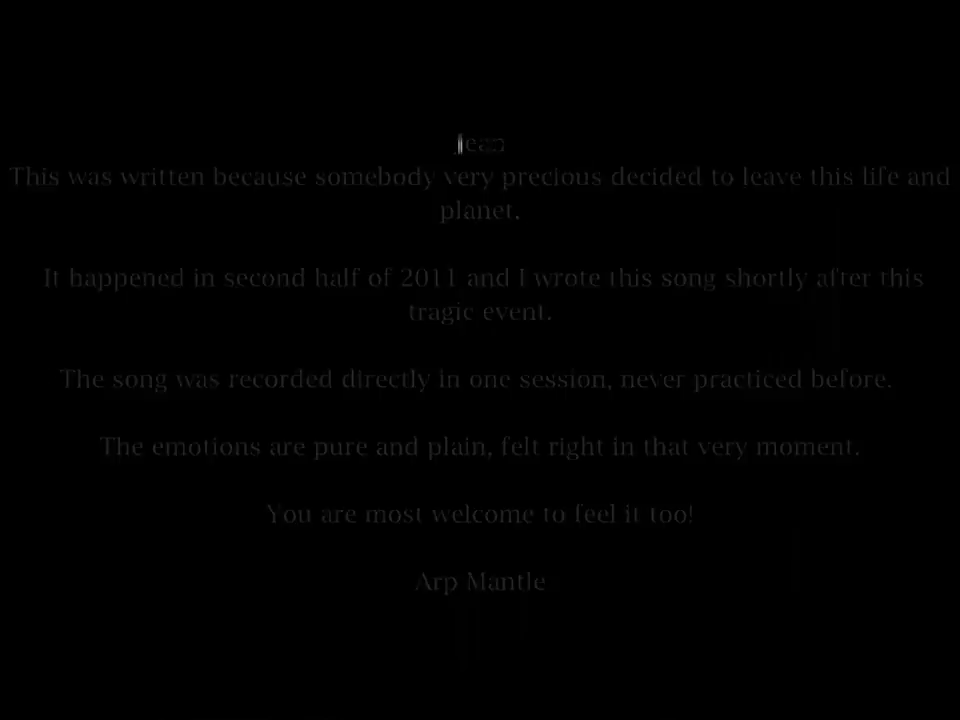 Jean
This was written because somebody very precious decided to leave this life and
planet.
It happened in second half of 2011 and I wrote this song shortly after this
tragic event.
The song was recorded directly in one session, never practiced before.
The emotions are pure and plain, felt right in that very moment.
You are most welcome to feel it too!
Arp Mantle